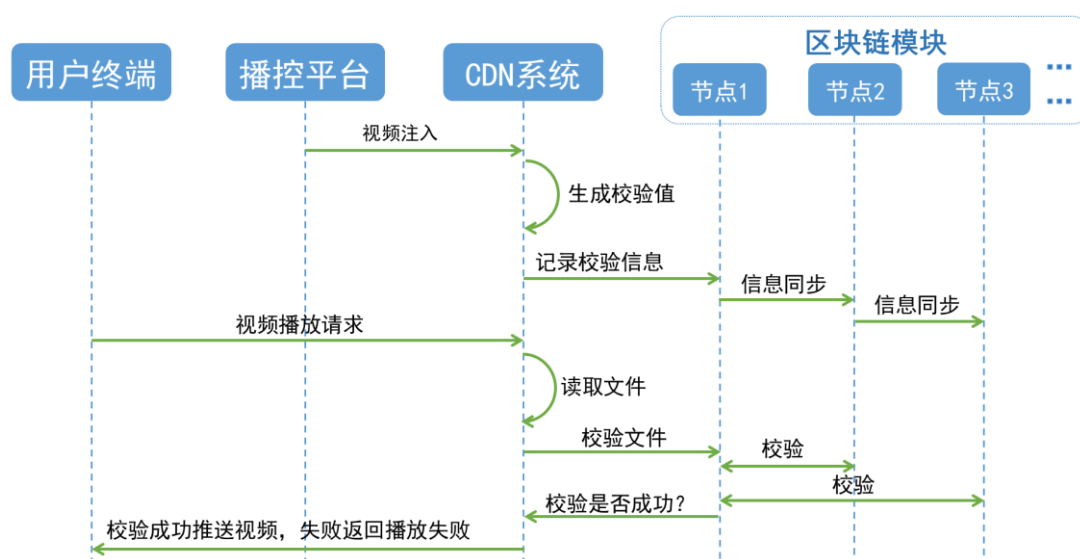 区块链模块
用户终端
播控平台
CDN系统
节点1
节点2
节点3
视频注入
生成校验值
记录校验信息
信息同步
信息同步
视频播放请求
读取文件
校验文件
校验
校验
校验是否成功？
校验成功推送视频，失败返回播放失败